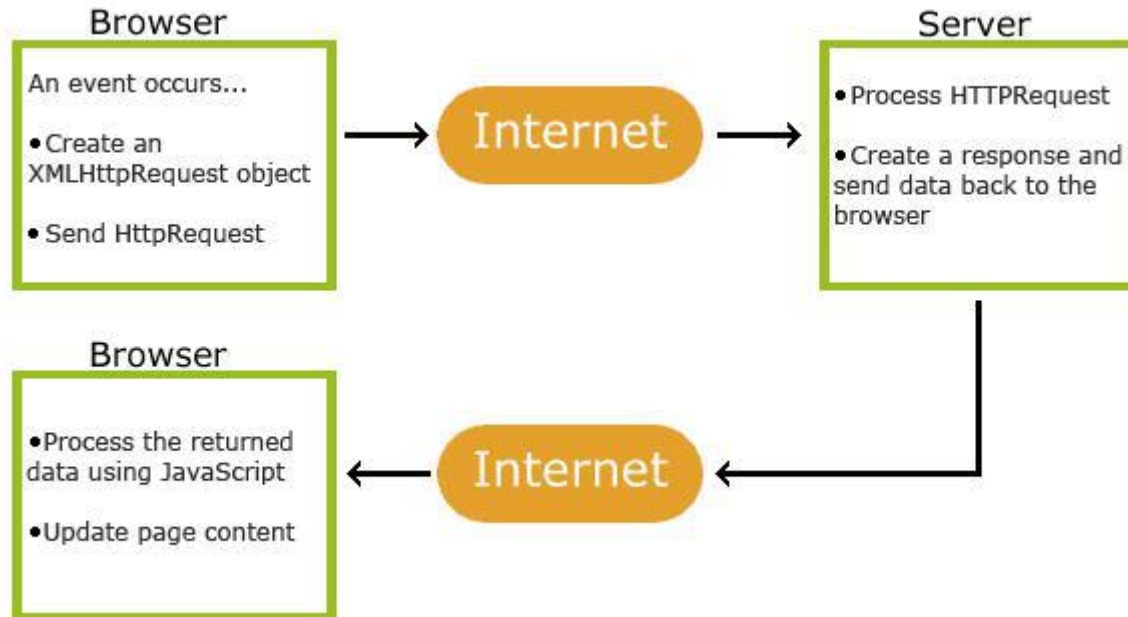 Browser
An event occurs...
•Create an
XMLHttpRequest object
• Send HttpRequest
Internet
Server
•Process HTTPRequest
•Create a response and
send data back to the
browser
Browser
•Process the returned
data using JavaScript
•Update page content
Internet